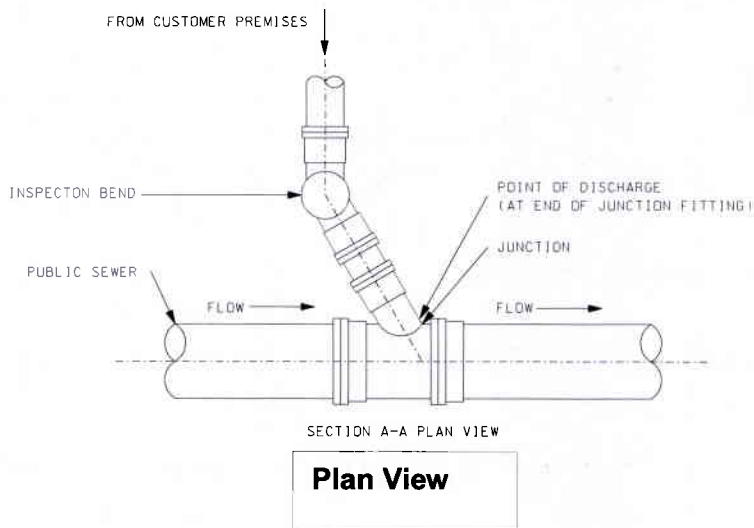 FROM CUSTOMER PREMISES
INSPECTON BEND
POINT OF DISCHARGE
(AT END OF JUNCTION FITTING)
JUNCTION
PUBLIC SEWER
FLOW
FLOW
SECTION A-A PLAN VIEW
Plan View